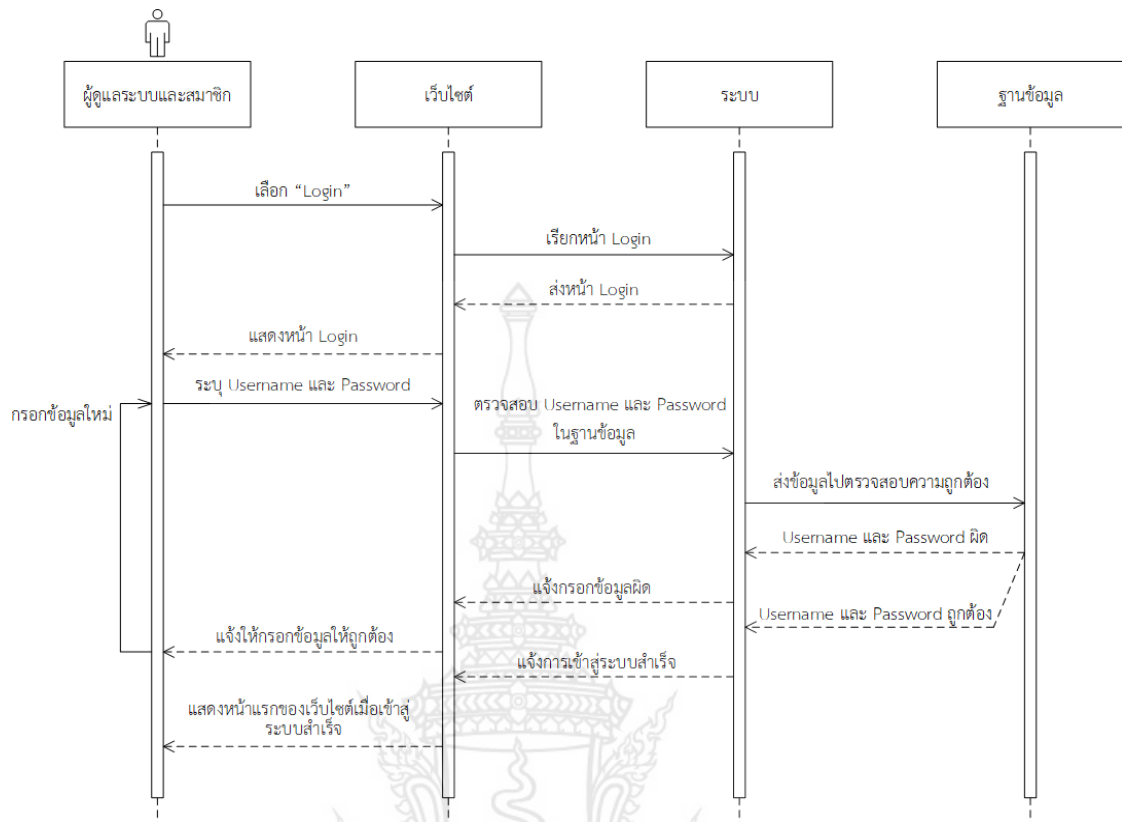 ผู้ดูแลระบบและสมาชิก
เว็บไซต์
ระบบ
ฐานข้อมูล
เลือก “Login”
เรียกหน้า Login
ส่งหน้า Login
แสดงหน้า Login
ระบุ Username และ Password
กรอกข้อมูลใหม่
ตรวจสอบ Username และ Password
ในฐานข้อมูล
ส่งข้อมูลไปตรวจสอบความถูกต้อง
Username และ Password ผิด
แจ้งกรอกข้อมูลผิด
Username และ Password ถูกต้อง
แจ้งให้กรอกข้อมูลให้ถูกต้อง
แจ้งการเข้าสู่ระบบสำเร็จ
แสดงหน้าแรกของเว็บไซต์เมื่อเข้าสู่
ระบบสำเร็จ